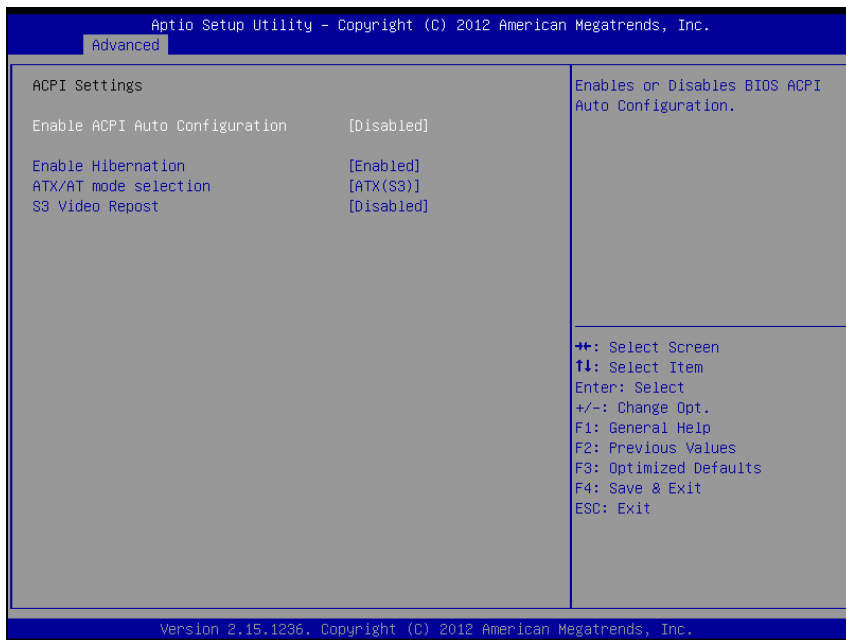 Aptio Setup Utility – Copyright (C) 2012 American Megatrends, Inc.
Advanced
ACPI Settings
Enable ACPI Auto Configuration [Disabled]
Enable Hibernation [Enabled]
ATX/AT mode selection [ATX(S3)]
S3 Video Repost [Disabled]
Enables or Disables BIOS ACPI
Auto Configuration.
→←: Select Screen
↑↓: Select Item
Enter: Select
+/-: Change Opt.
F1: General Help
F2: Previous Values
F3: Optimized Defaults
F4: Save & Exit
ESC: Exit
Version 2.15.1236. Copyright (C) 2012 American Megatrends, Inc.